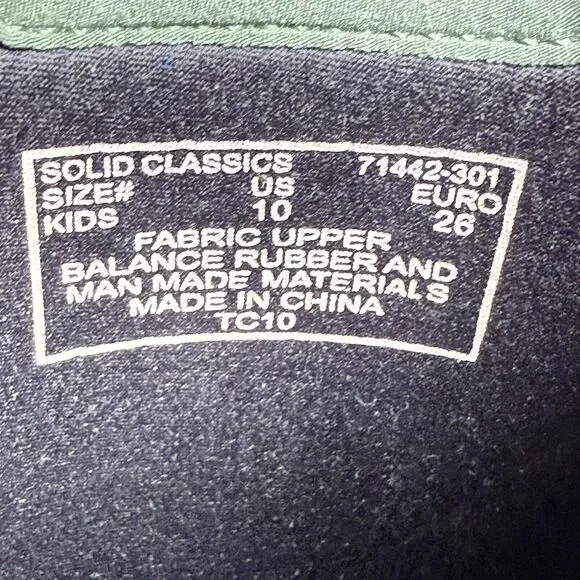 SOLID CLASSICS 71442-301
SIZE# US EURO
KIDS 10 26
FABRIC UPPER
BALANCE RUBBER AND
MAN MADE MATERIALS
MADE IN CHINA
TC10